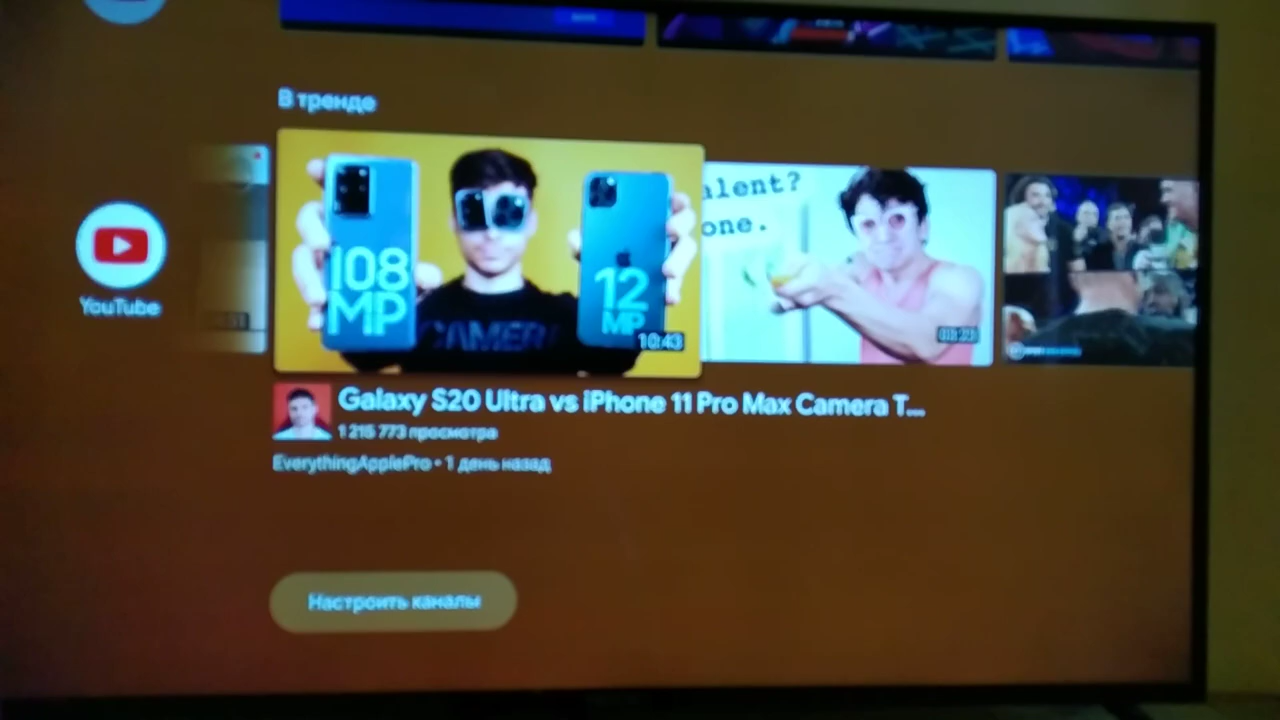 В тренде
108
MP
CAMER
12
MP
10:43
alent?
one.
YouTube
Galaxy S20 Ultra vs iPhone 11 Pro Max Camera T...
1 215 773 просмотра
EverythingApplePro • 1 день назад
Настроить каналы